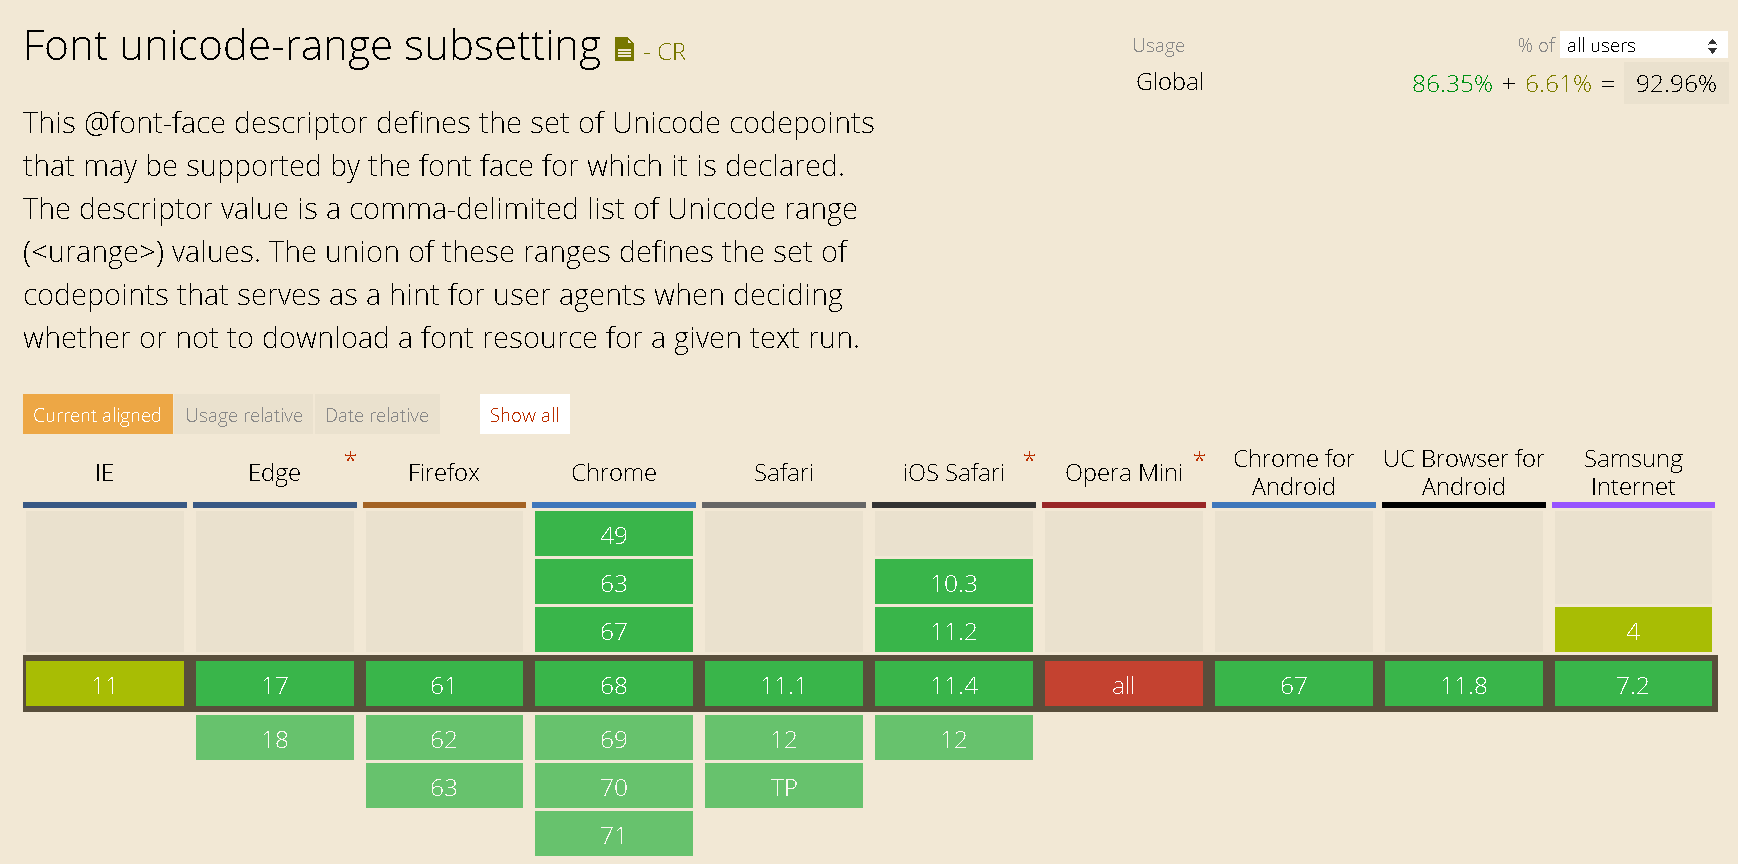 Font unicode-range subsetting - CR
Usage % of all users
Global 86.35% + 6.61% = 92.96%
This @font-face descriptor defines the set of Unicode codepoints
that may be supported by the font face for which it is declared.
The descriptor value is a comma-delimited list of Unicode range
(<urange>) values. The union of these ranges defines the set of
codepoints that serves as a hint for user agents when deciding
whether or not to download a font resource for a given text run.
Current aligned Usage relative Date relative Show all
IE Edge * Firefox Chrome Safari iOS Safari * Opera Mini * Chrome for Android UC Browser for Android Samsung Internet
49
63 10.3
67 11.2 4
11 17 61 68 11.1 11.4 all 67 11.8 7.2
18 62 69 12 12
63 70 TP
71